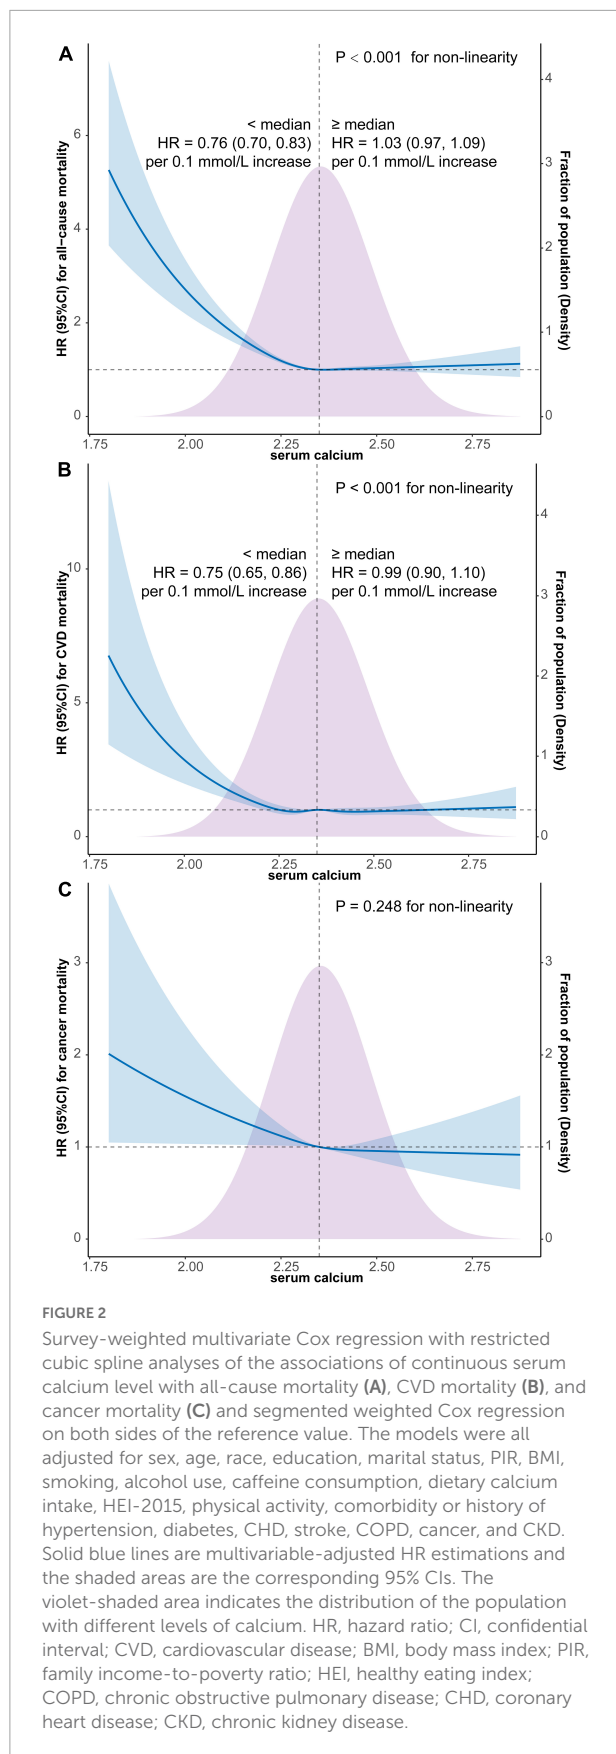 A
P < 0.001 for non-linearity
< median
HR = 0.76 (0.70, 0.83)
per 0.1 mmol/L increase
≥ median
HR = 1.03 (0.97, 1.09)
per 0.1 mmol/L increase
HR (95%CI) for all−cause mortality
6
4
2
0
Fraction of population (Density)
4
3
2
1
0
1.75 2.00 2.25 2.50 2.75
serum calcium
B
P < 0.001 for non-linearity
< median
HR = 0.75 (0.65, 0.86)
per 0.1 mmol/L increase
≥ median
HR = 0.99 (0.90, 1.10)
per 0.1 mmol/L increase
HR (95%CI) for CVD mortality
10
5
0
Fraction of population (Density)
4
3
2
1
0
1.75 2.00 2.25 2.50 2.75
serum calcium
C
P = 0.248 for non-linearity
HR (95%CI) for cancer mortality
3
2
1
0
Fraction of population (Density)
3
2
1
0
1.75 2.00 2.25 2.50 2.75
serum calcium
FIGURE 2
Survey-weighted multivariate Cox regression with restricted
cubic spline analyses of the associations of continuous serum
calcium level with all-cause mortality (A), CVD mortality (B), and
cancer mortality (C) and segmented weighted Cox regression
on both sides of the reference value. The models were all
adjusted for sex, age, race, education, marital status, PIR, BMI,
smoking, alcohol use, caffeine consumption, dietary calcium
intake, HEI-2015, physical activity, comorbidity or history of
hypertension, diabetes, CHD, stroke, COPD, cancer, and CKD.
Solid blue lines are multivariable-adjusted HR estimations and
the shaded areas are the corresponding 95% CIs. The
violet-shaded area indicates the distribution of the population
with different levels of calcium. HR, hazard ratio; CI, confidential
interval; CVD, cardiovascular disease; BMI, body mass index; PIR,
family income-to-poverty ratio; HEI, healthy eating index;
COPD, chronic obstructive pulmonary disease; CHD, coronary
heart disease; CKD, chronic kidney disease.